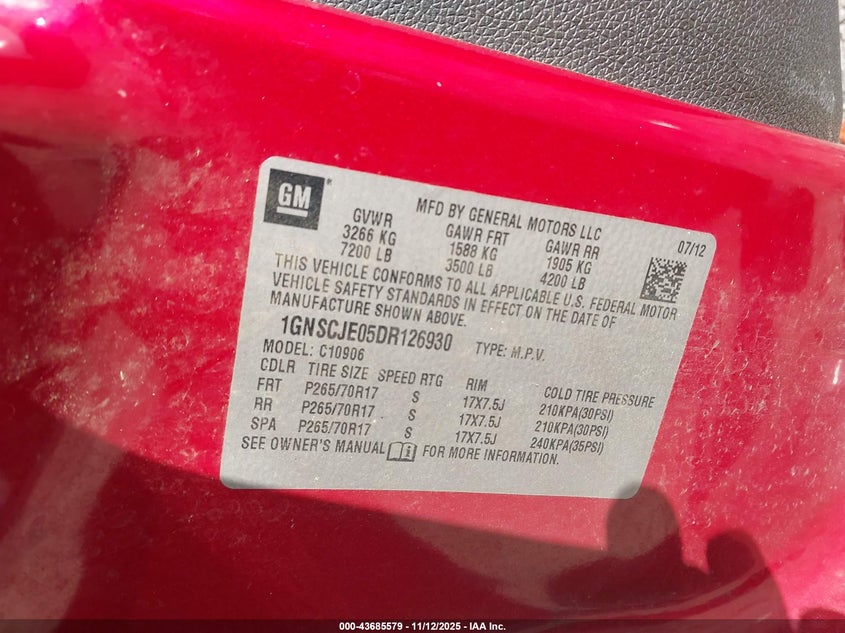 GM
®
MFD BY GENERAL MOTORS LLC
07/12
GVWR GAWR FRT GAWR RR
3266 KG 1588 KG 1905 KG
7200 LB 3500 LB 4200 LB
THIS VEHICLE CONFORMS TO ALL APPLICABLE U.S. FEDERAL MOTOR
VEHICLE SAFETY STANDARDS IN EFFECT ON THE DATE OF
MANUFACTURE SHOWN ABOVE.
1GNSCJE05DR126930 TYPE: M.P.V.
MODEL: C10906
CDLR TIRE SIZE SPEED RTG RIM COLD TIRE PRESSURE
FRT P265/70R17 S 17X7.5J 210KPA(30PSI)
RR P265/70R17 S 17X7.5J 210KPA(30PSI)
SPA P265/70R17 S 17X7.5J 240KPA(35PSI)
SEE OWNER'S MANUAL FOR MORE INFORMATION.
000-43685579 - 11/12/2025 - IAA Inc.